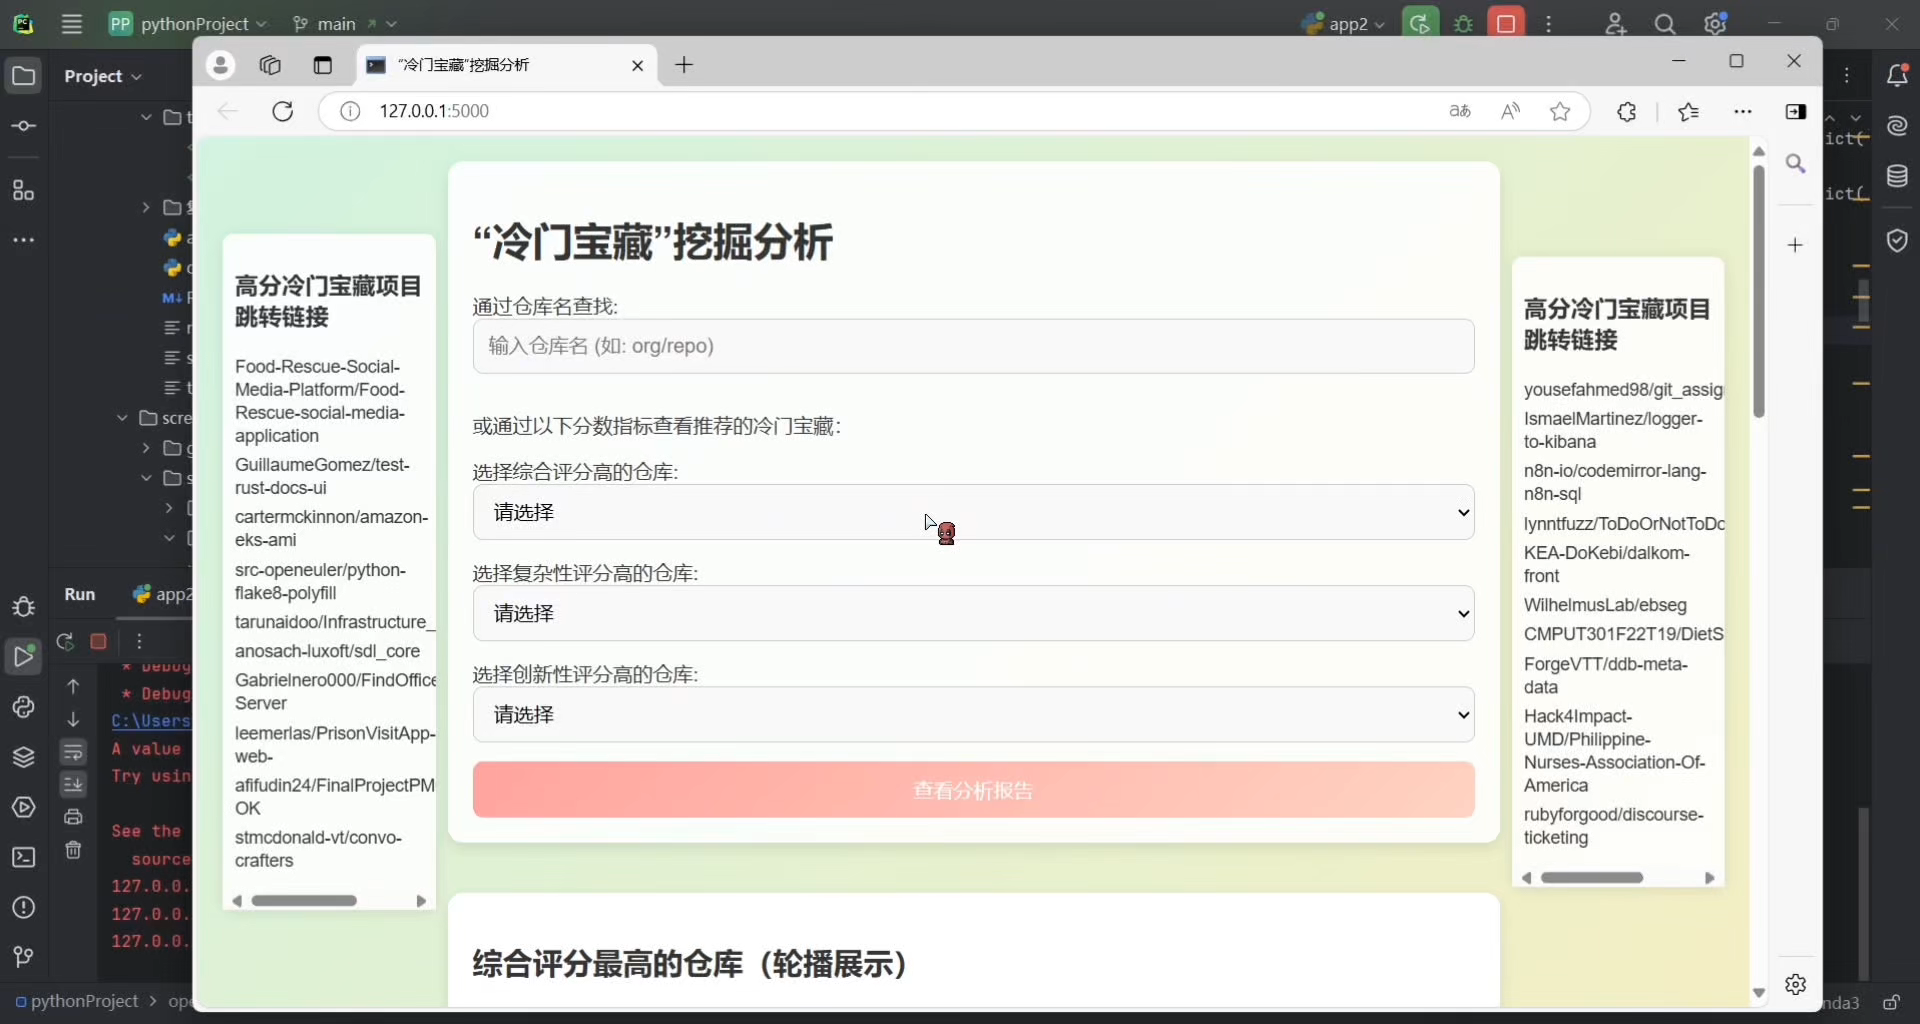 PP pythonProject
main
app2
Project
"冷门宝藏"挖掘分析
127.0.0.1:5000
“冷门宝藏”挖掘分析
通过仓库名查找:
输入仓库名 (如: org/repo)
或通过以下分数指标查看推荐的冷门宝藏：
选择综合评分高的仓库:
请选择
选择复杂性评分高的仓库:
请选择
选择创新性评分高的仓库:
请选择
查看分析报告
综合评分最高的仓库（轮播展示）
高分冷门宝藏项目
跳转链接
Food-Rescue-Social-
Media-Platform/Food-
Rescue-social-media-
application
GuillaumeGomez/test-
rust-docs-ui
cartermckinnon/amazon-
eks-ami
src-openeuler/python-
flake8-polyfill
tarunaidoo/Infrastructure_
anosach-luxoft/sdl_core
Gabrielnero000/FindOffice
Server
leemerlas/PrisonVisitApp-
web-
afifudin24/FinalProjectPM
OK
stmcdonald-vt/convo-
crafters
高分冷门宝藏项目
跳转链接
yousefahmed98/git_assig
IsmaelMartinez/logger-
to-kibana
n8n-io/codemirror-lang-
n8n-sql
lynntfuzz/ToDoOrNotToDo
KEA-DoKebi/dalkom-
front
WilhelmusLab/ebseg
CMPUT301F22T19/DietS
ForgeVTT/ddb-meta-
data
Hack4Impact-
UMD/Philippine-
Nurses-Association-Of-
America
rubyforgood/discourse-
ticketing
ict(
ict(
scre
Run
app2
* Debug
* Debug
C:\Users
A value
Try usin
See the
source
127.0.0.
127.0.0.
127.0.0.
pythonProject > ope
nda3